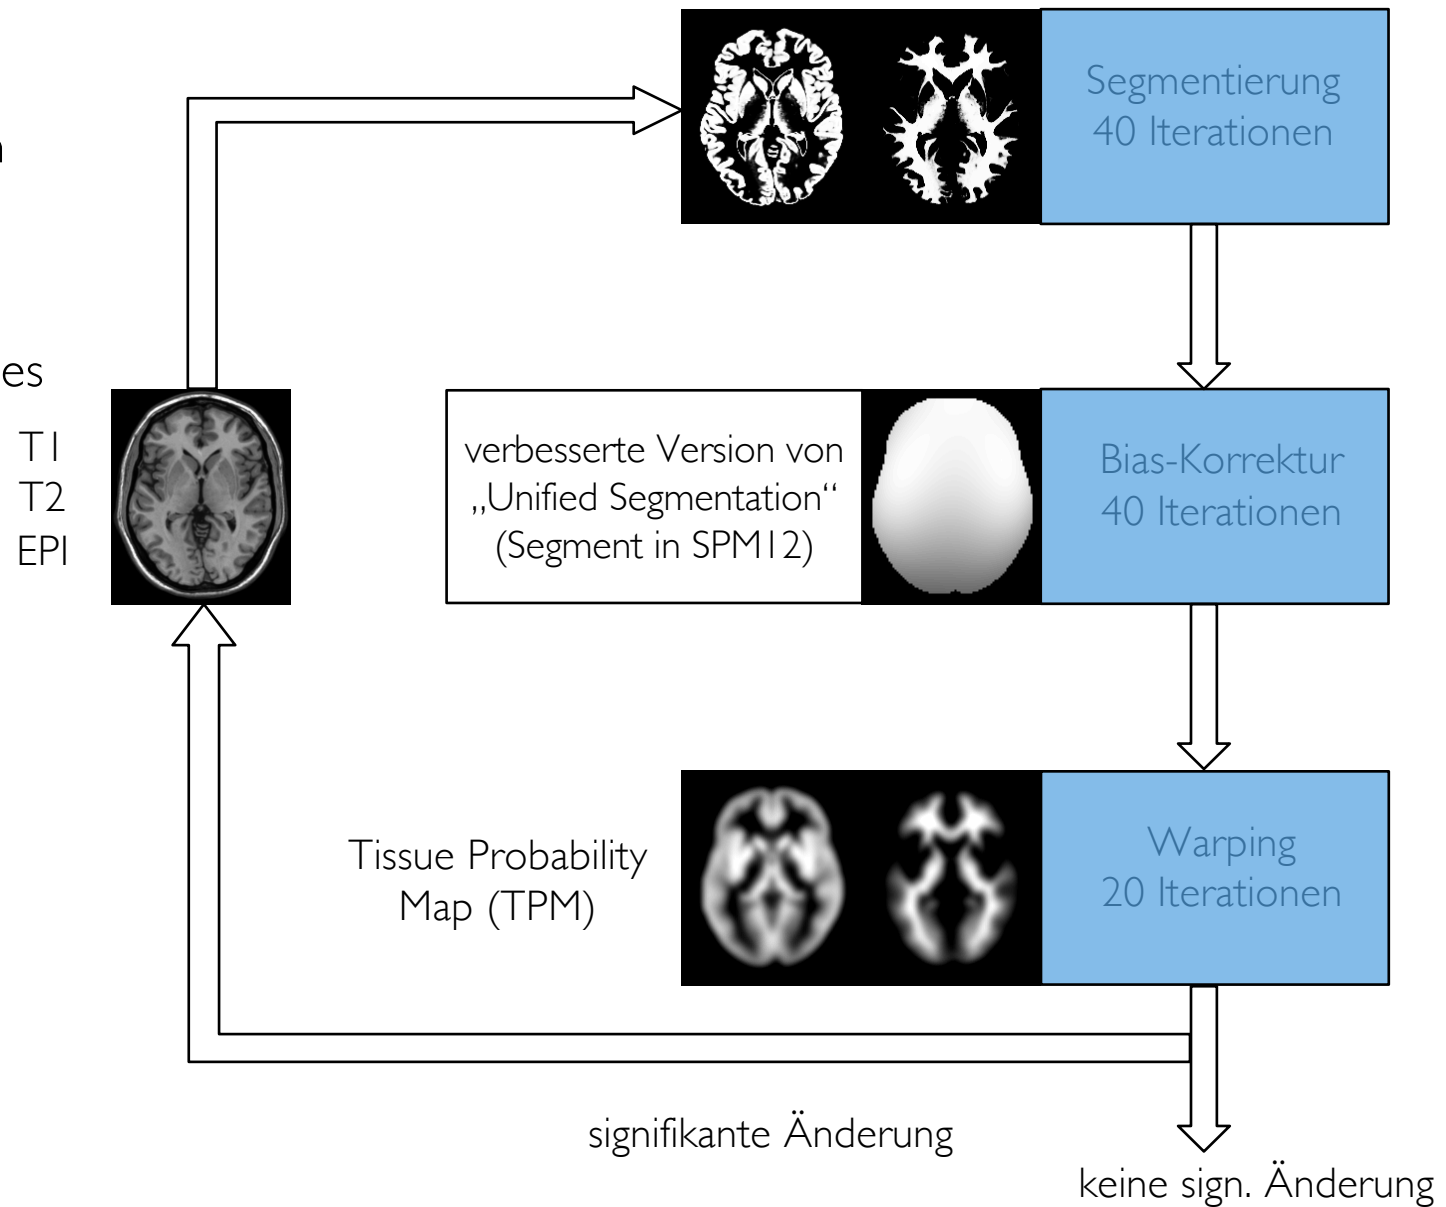 Segmentierung
40 Iterationen
n
es
T1
T2
EPI
verbesserte Version von
„Unified Segmentation“
(Segment in SPM12)
Bias-Korrektur
40 Iterationen
Tissue Probability
Map (TPM)
Warping
20 Iterationen
signifikante Änderung
keine sign. Änderung